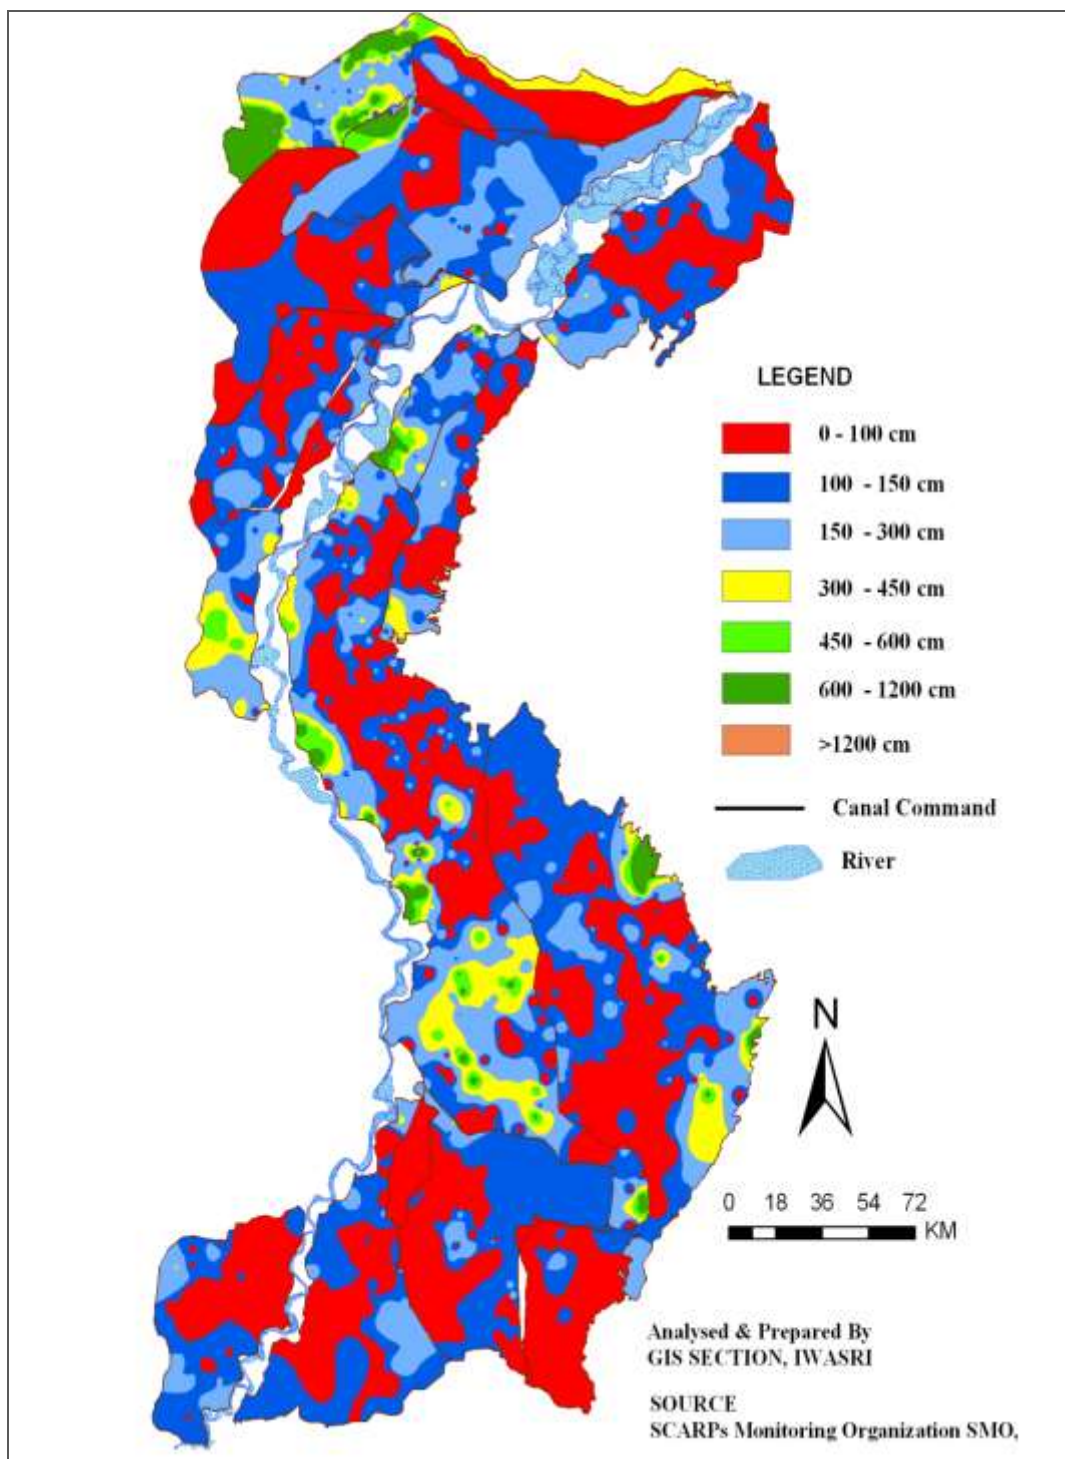 LEGEND
0 - 100 cm
100 - 150 cm
150 - 300 cm
300 - 450 cm
450 - 600 cm
600 - 1200 cm
>1200 cm
Canal Command
River
N
0 18 36 54 72
KM
Analysed & Prepared By
GIS SECTION, IWASRI
SOURCE
SCARPs Monitoring Organization SMO,